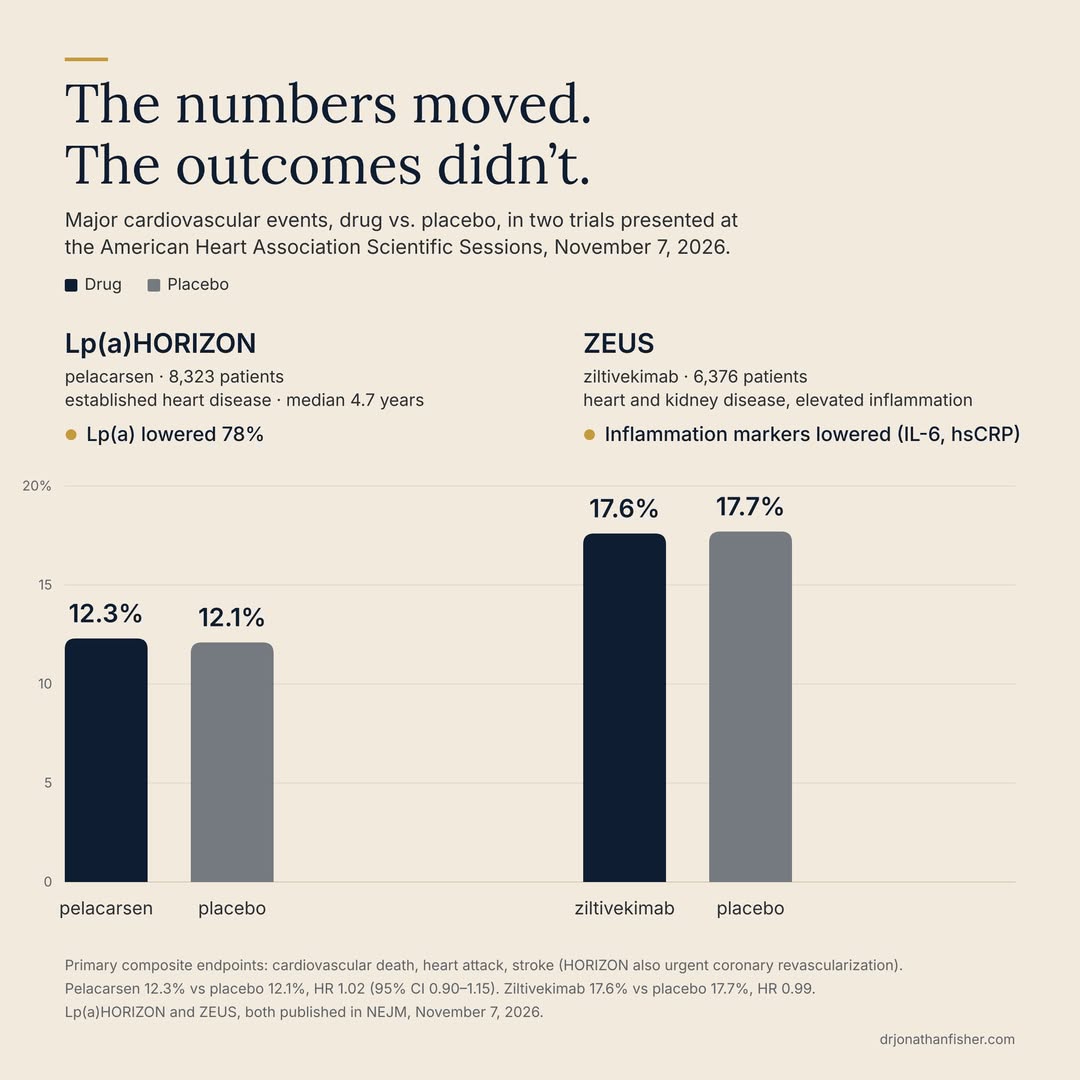 The numbers moved.
The outcomes didn’t.
Major cardiovascular events, drug vs. placebo, in two trials presented at
the American Heart Association Scientific Sessions, November 7, 2026.
Drug
Placebo
Lp(a)HORIZON
pelacarsen · 8,323 patients
established heart disease · median 4.7 years
Lp(a) lowered 78%
ZEUS
ziltivekimab · 6,376 patients
heart and kidney disease, elevated inflammation
Inflammation markers lowered (IL-6, hsCRP)
20%
15
10
5
0
12.3%
12.1%
17.6%
17.7%
pelacarsen
placebo
ziltivekimab
placebo
Primary composite endpoints: cardiovascular death, heart attack, stroke (HORIZON also urgent coronary revascularization).
Pelacarsen 12.3% vs placebo 12.1%, HR 1.02 (95% CI 0.90–1.15). Ziltivekimab 17.6% vs placebo 17.7%, HR 0.99.
Lp(a)HORIZON and ZEUS, both published in NEJM, November 7, 2026.
drjonathanfisher.com